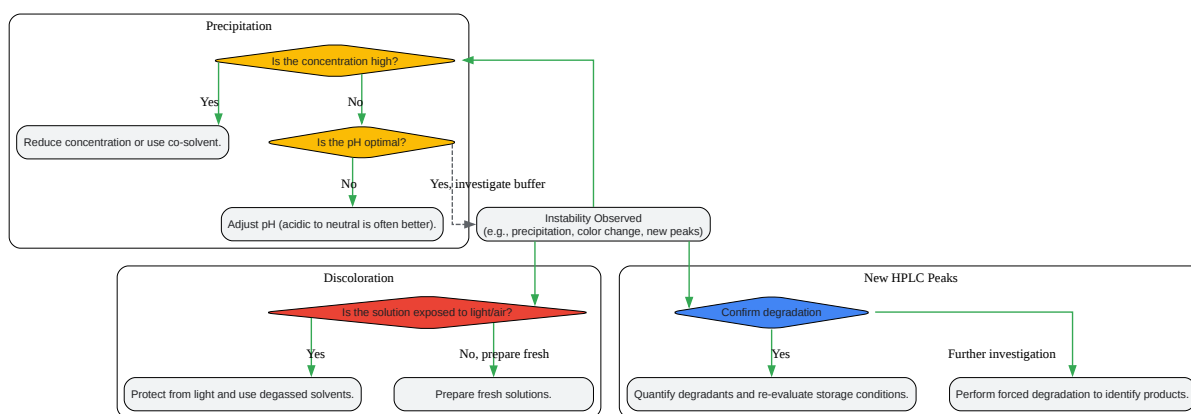 Precipitation
Is the concentration high?
Yes
No
Reduce concentration or use co-solvent.
Is the pH optimal?
No
Yes, investigate buffer
Adjust pH (acidic to neutral is often better).
Instability Observed
(e.g., precipitation, color change, new peaks)
Discoloration
Is the solution exposed to light/air?
Yes
No, prepare fresh
Protect from light and use degassed solvents.
Prepare fresh solutions.
New HPLC Peaks
Confirm degradation
Yes
Further investigation
Quantify degradants and re-evaluate storage conditions.
Perform forced degradation to identify products.